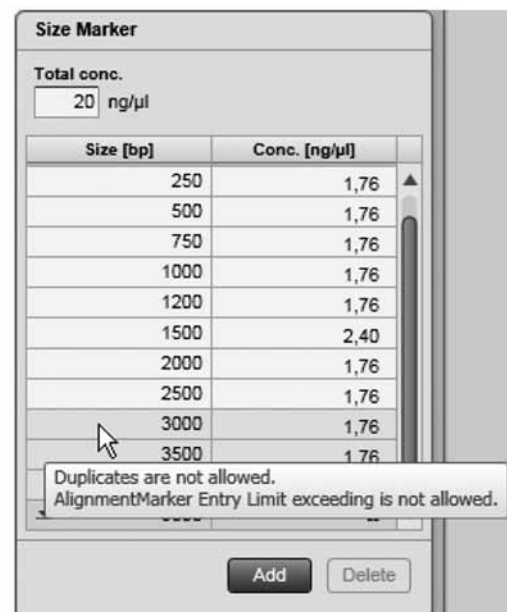 Size Marker
Total conc.
20 ng/µl
Size [bp] Conc. [ng/µl]
250 1,76
500 1,76
750 1,76
1000 1,76
1200 1,76
1500 2,40
2000 1,76
2500 1,76
3000 1,76
3500 1,76
Duplicates are not allowed.
AlignmentMarker Entry Limit exceeding is not allowed.
Add Delete